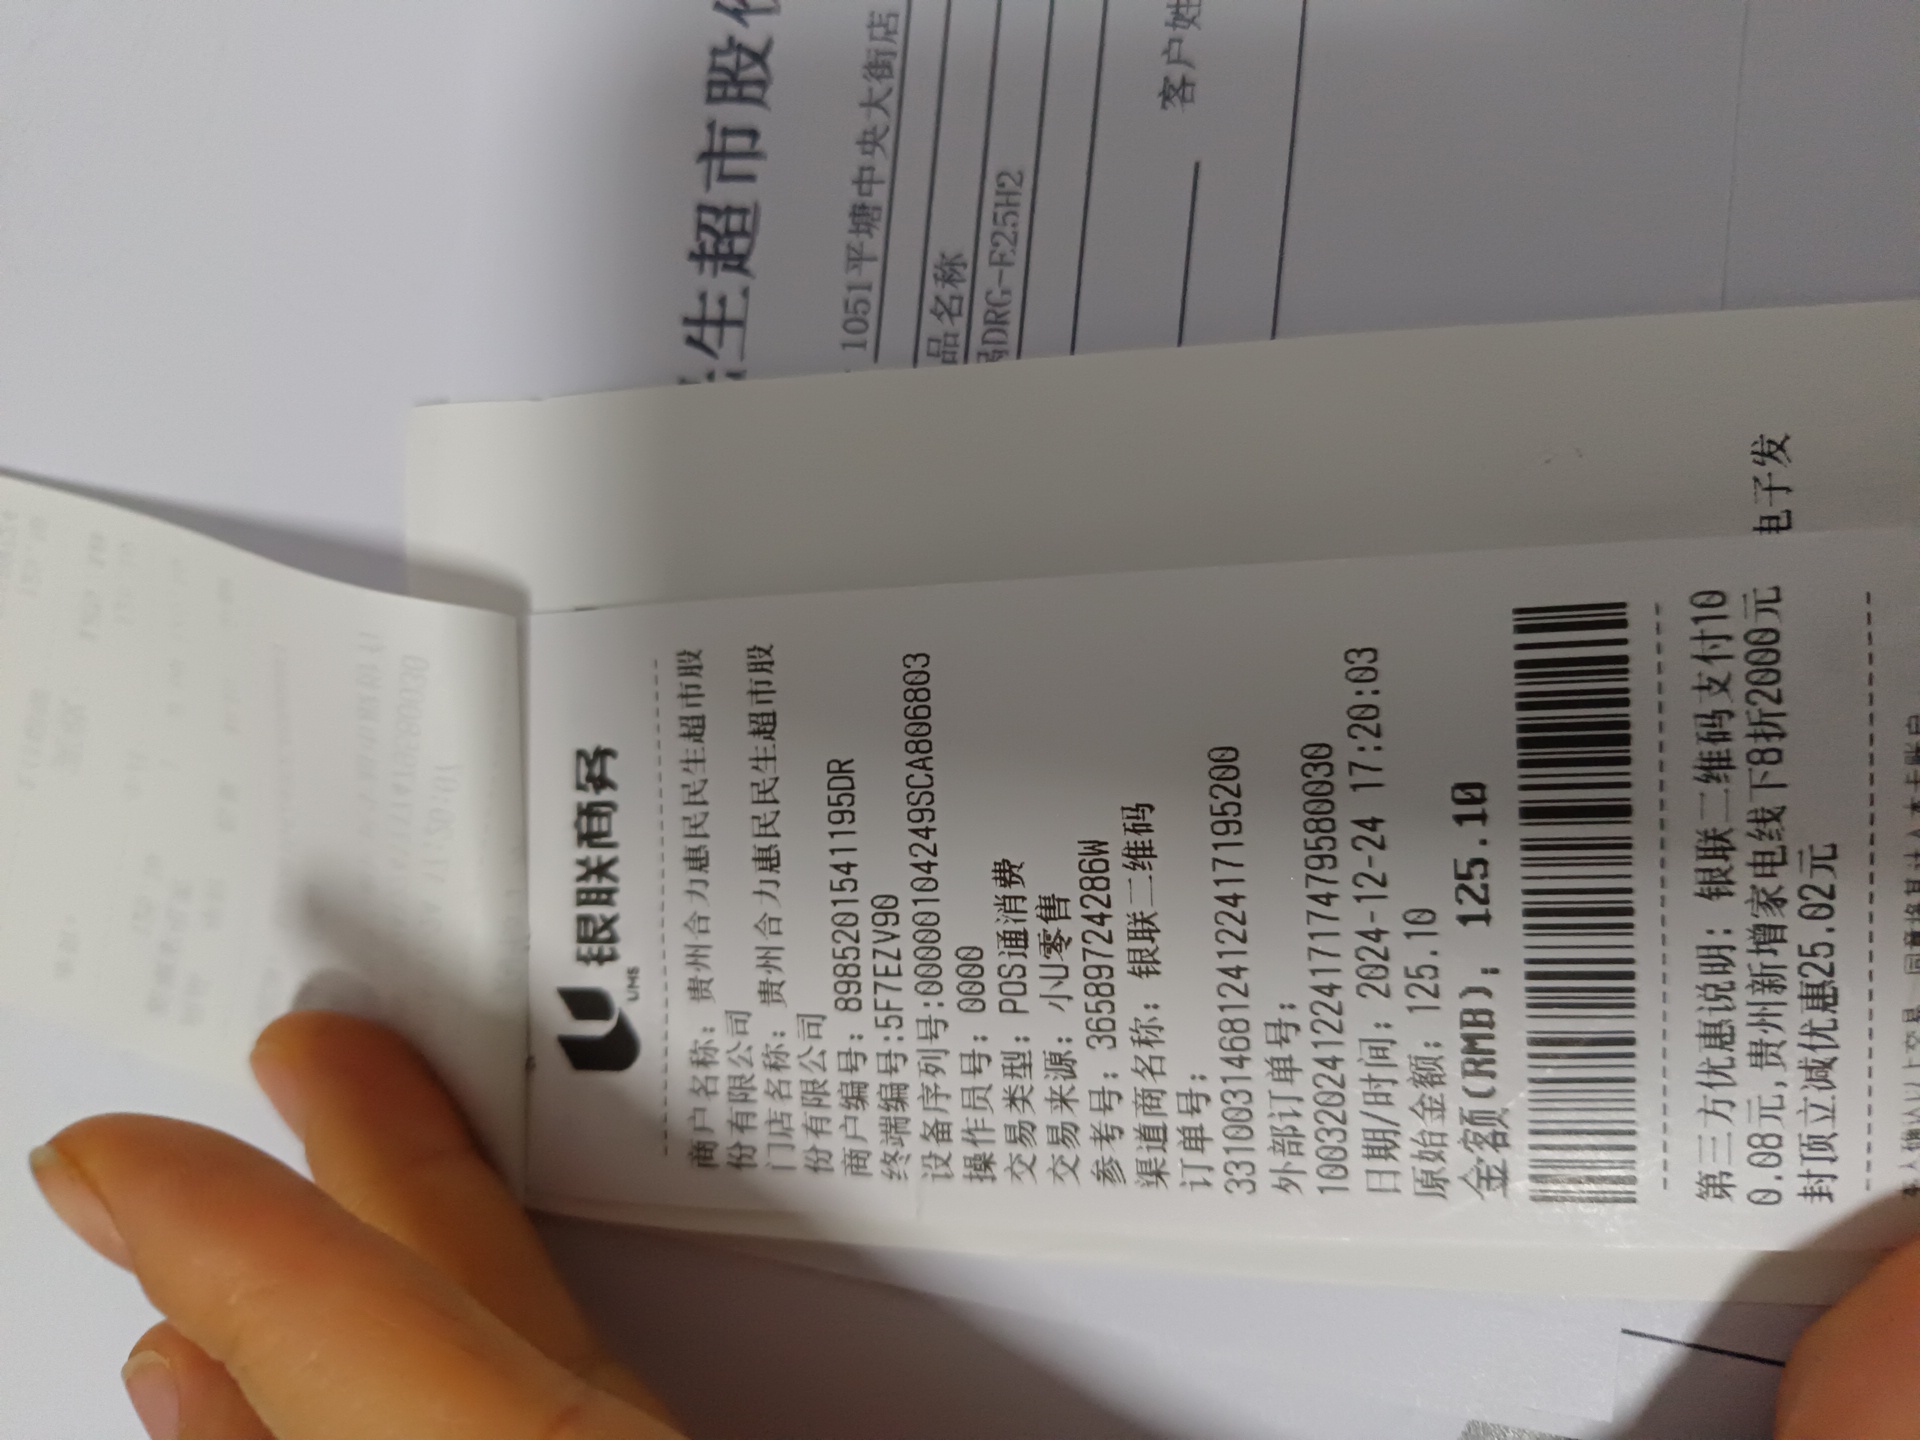 银联商务
UMS
商户名称：贵州合力惠民民生超市股
份有限公司
门店名称：贵州合力惠民民生超市股
份有限公司
商户编号：89852015411950R
终端编号:5F7EZV90
设备序列号:00000104249SCA806803
操作员号：0000
交易类型：POS通消费
交易来源：小U零售
参考号：36589724286W
渠道商名称：银联二维码
订单号：
33100314681241224171​95200
外部订单号：
10032024122417174795​80030
日期/时间：2024-12-24 17:20:03
原始金额：125.10
金额(RMB)：125.10
第三方优惠说明：银联二维码支付10
0.08元,贵州新增家电线下8折2000元
封顶立减优惠25.02元
电子发
生超市股
1051平塘中央大街店
品名称
DRG-E25H2
客户姓